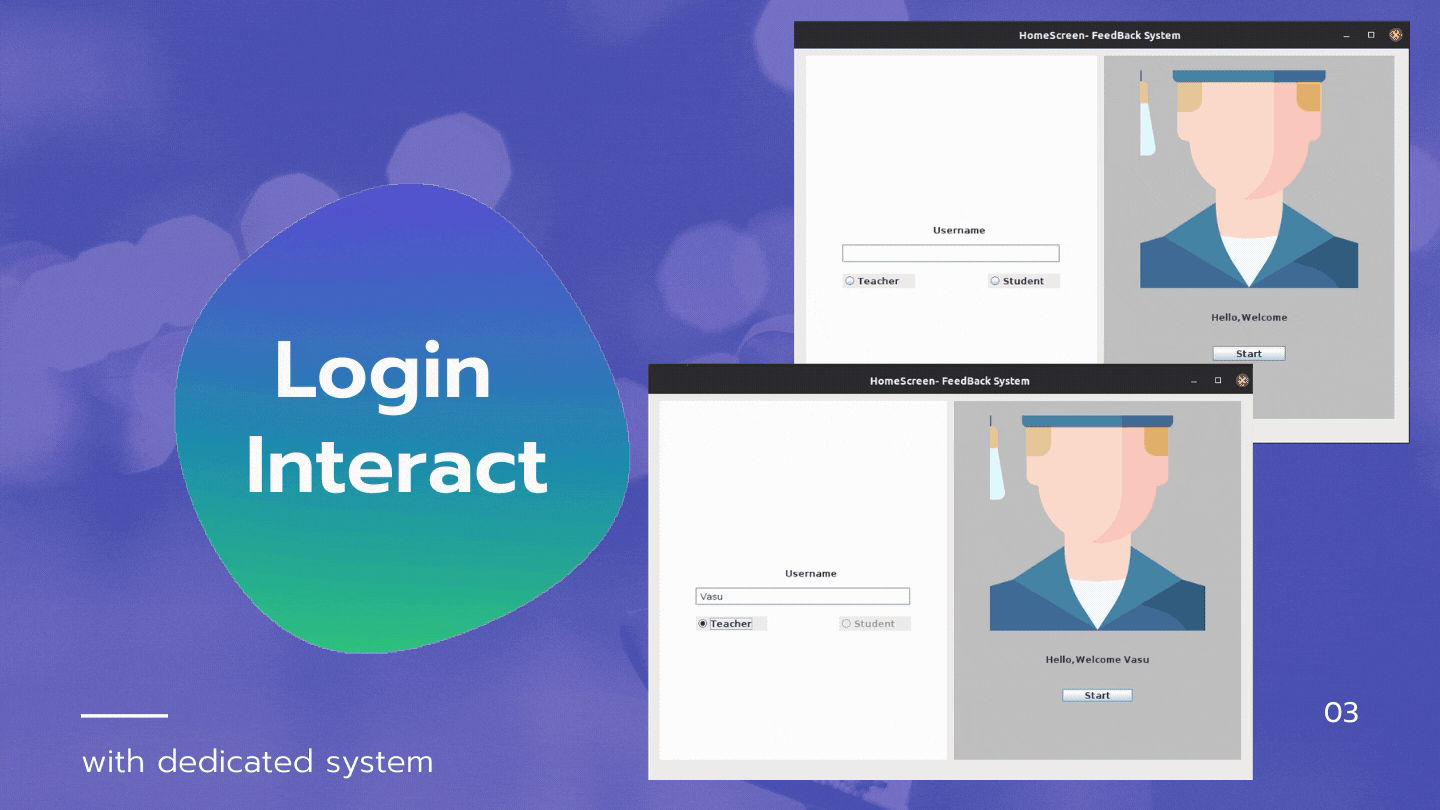 HomeScreen- FeedBack System
Username
Teacher
Student
Hello,Welcome
Start
Login
Interact
HomeScreen- FeedBack System
Username
Vasu
Teacher
Student
Hello,Welcome Vasu
Start
03
with dedicated system